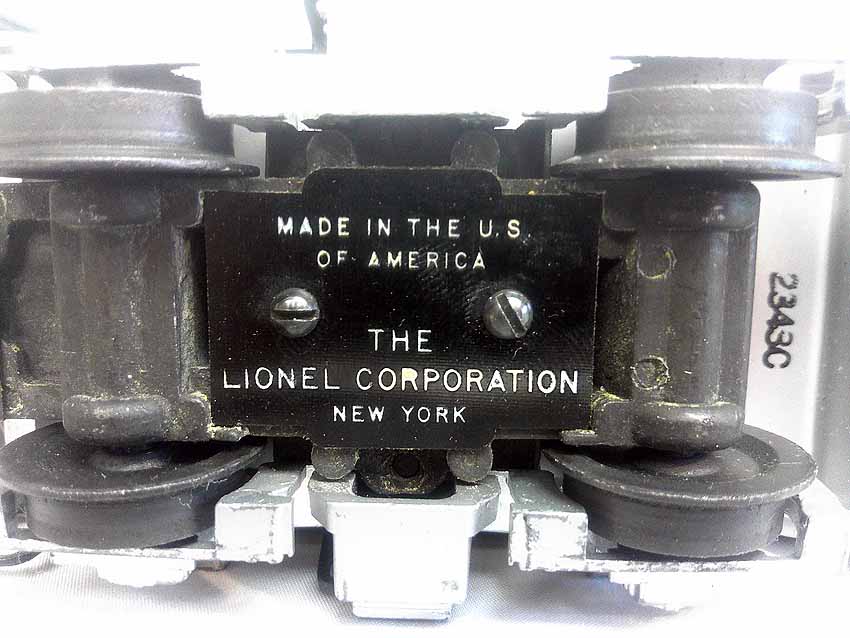 MADE IN THE U.S.
OF AMERICA
THE
LIONEL CORPORATION
NEW YORK
2343C